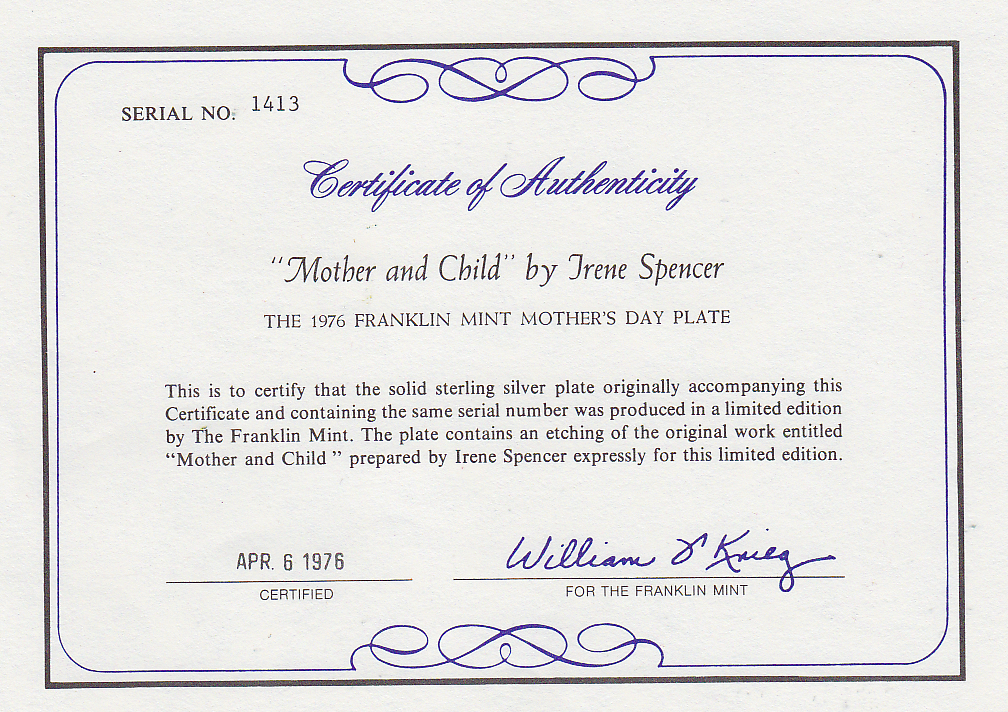 SERIAL NO. 1413
Certificate of Authenticity
"Mother and Child" by Irene Spencer
THE 1976 FRANKLIN MINT MOTHER'S DAY PLATE
This is to certify that the solid sterling silver plate originally accompanying this
Certificate and containing the same serial number was produced in a limited edition
by The Franklin Mint. The plate contains an etching of the original work entitled
"Mother and Child " prepared by Irene Spencer expressly for this limited edition.
APR. 6 1976
CERTIFIED
William Krieg
FOR THE FRANKLIN MINT